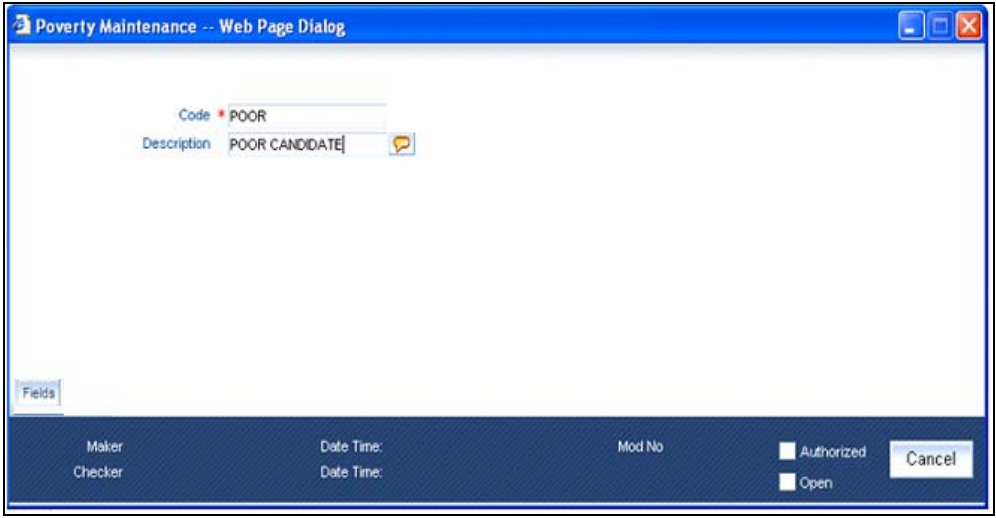 Poverty Maintenance -- Web Page Dialog
Code * POOR
Description POOR CANDIDATE
Fields
Maker Date Time: Mod No Authorized Cancel
Checker Date Time: Open